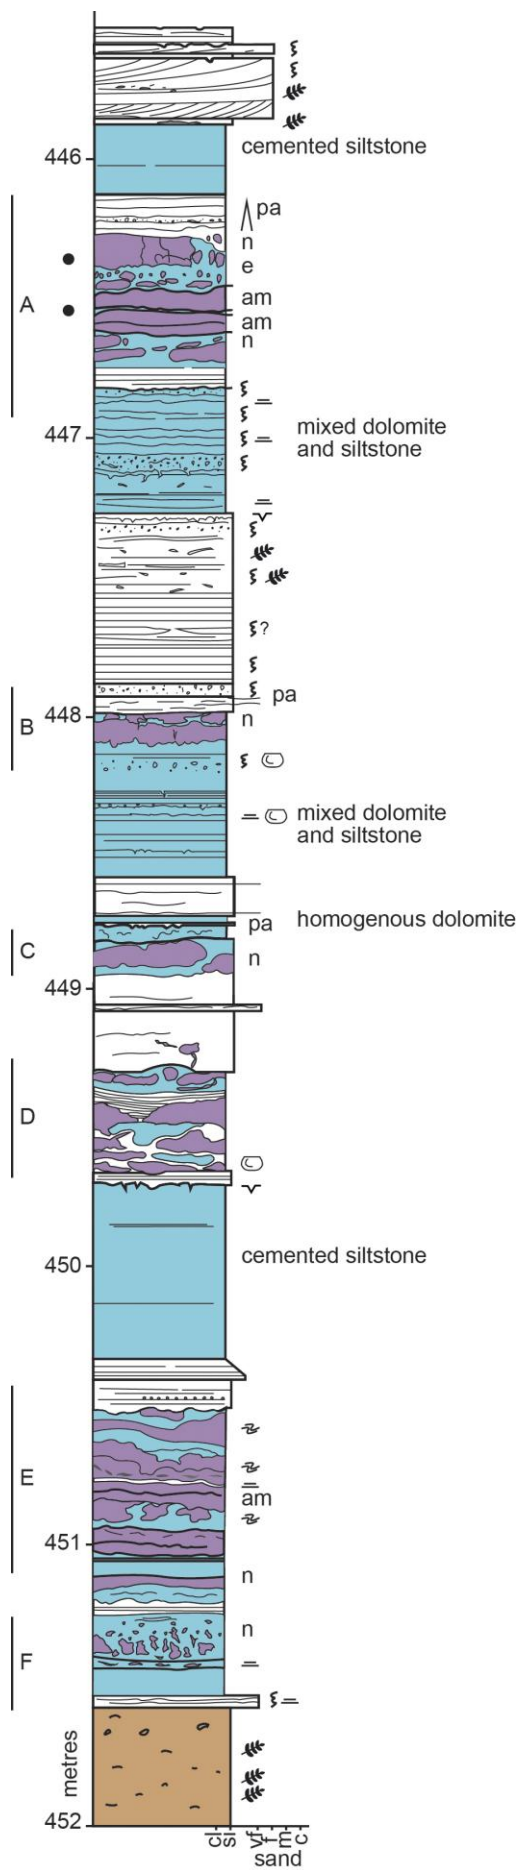 cemented siltstone
446
pa
n
e
A
am
am
n
447
mixed dolomite
and siltstone
?
pa
448
n
B
mixed dolomite
and siltstone
homogenous dolomite
pa
C
n
449
D
450
cemented siltstone
E
am
451
n
n
F
metres
452
cl
si
vf
f
m
c
sand